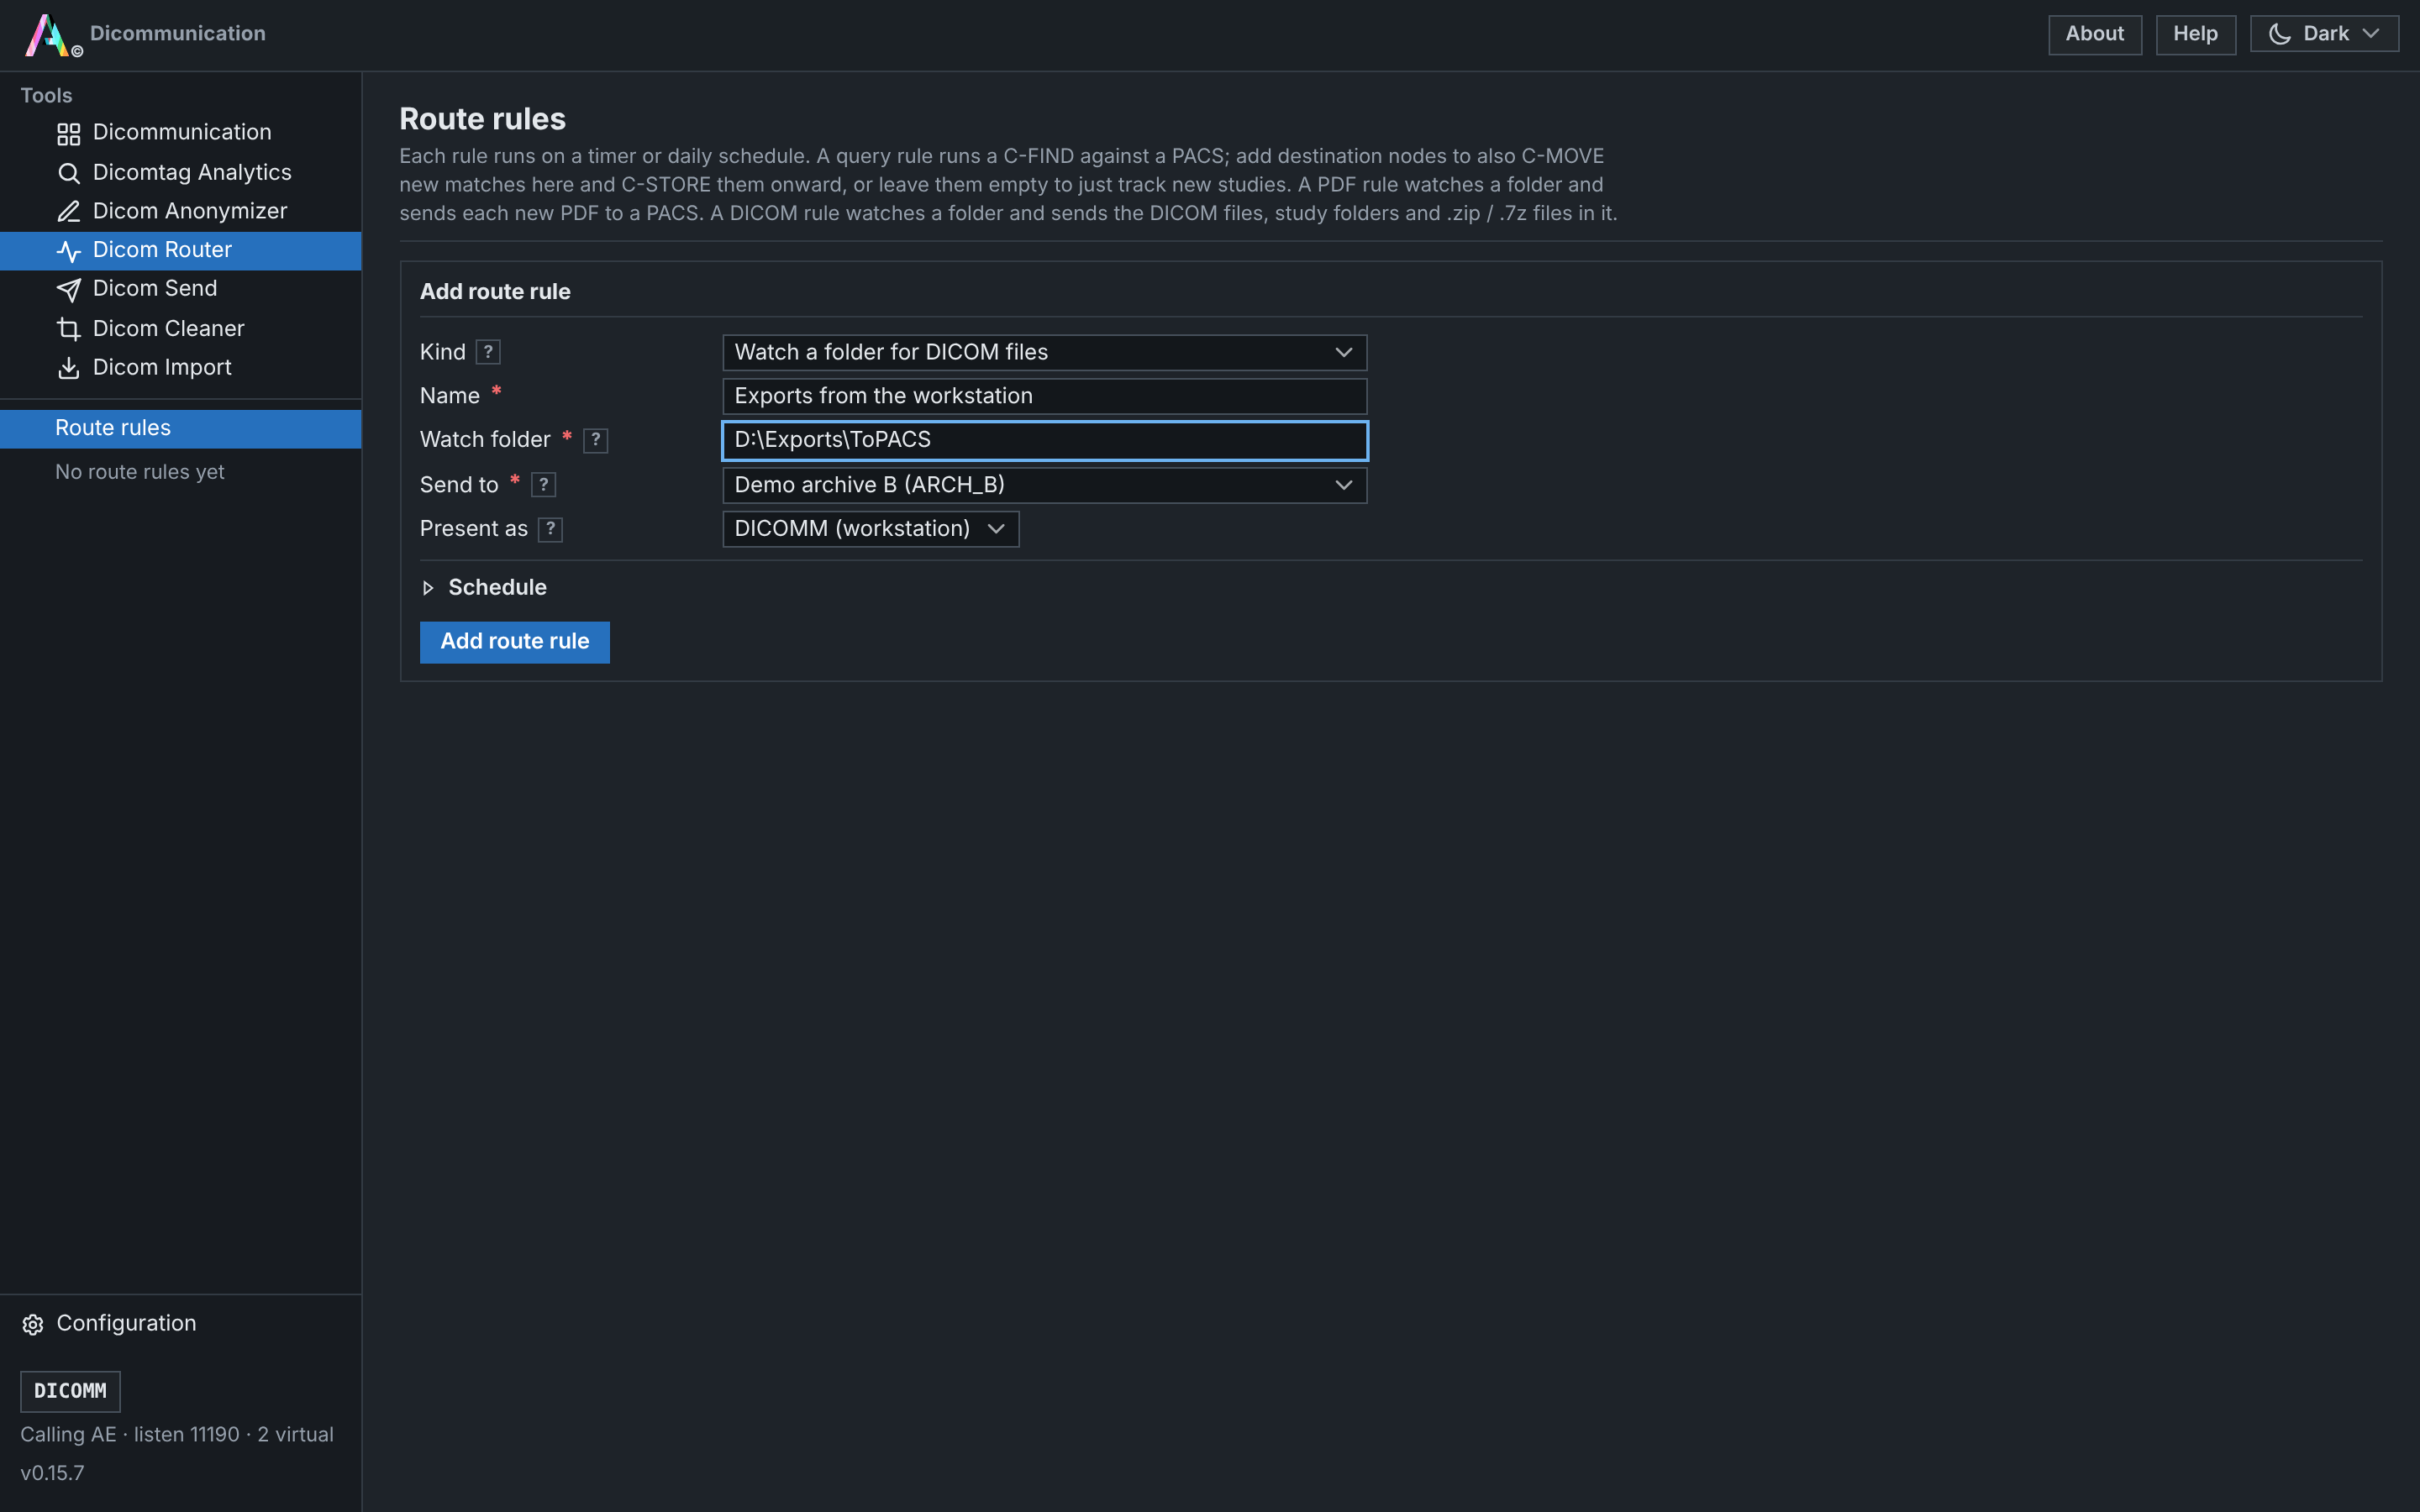 Dicommunication
About
Help
Dark
Tools
Dicommunication
Dicomtag Analytics
Dicom Anonymizer
Dicom Router
Dicom Send
Dicom Cleaner
Dicom Import
Route rules
No route rules yet
Configuration
DICOMM
Calling AE · listen 11190 · 2 virtual
v0.15.7
Route rules
Each rule runs on a timer or daily schedule. A query rule runs a C-FIND against a PACS; add destination nodes to also C-MOVE
new matches here and C-STORE them onward, or leave them empty to just track new studies. A PDF rule watches a folder and
sends each new PDF to a PACS. A DICOM rule watches a folder and sends the DICOM files, study folders and .zip / .7z files in it.
Add route rule
Kind ? Watch a folder for DICOM files
Name * Exports from the workstation
Watch folder * ? D:\Exports\ToPACS
Send to * ? Demo archive B (ARCH_B)
Present as ? DICOMM (workstation)
Schedule
Add route rule